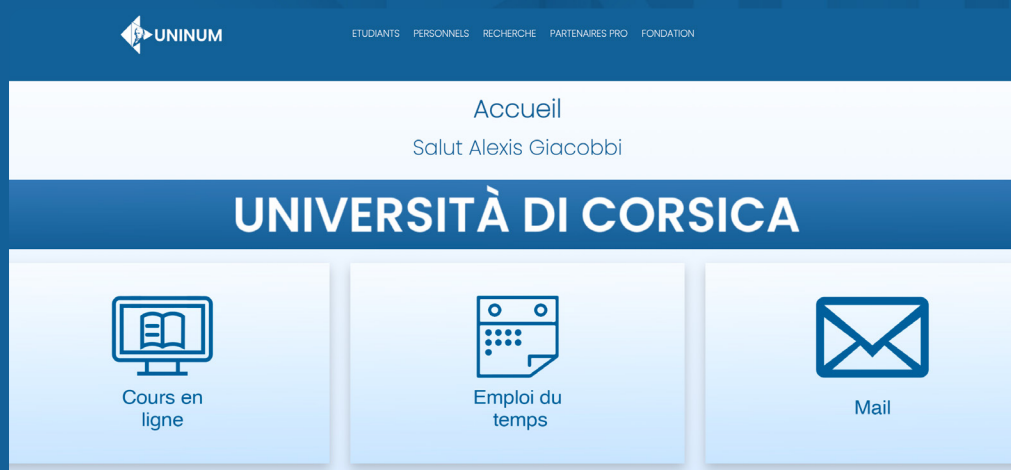 UNINUM
ETUDIANTS PERSONNELS RECHERCHE PARTENAIRES PRO FONDATION
Accueil
Salut Alexis Giacobbi
UNIVERSITÀ DI CORSICA
Cours en
ligne
Emploi du
temps
Mail